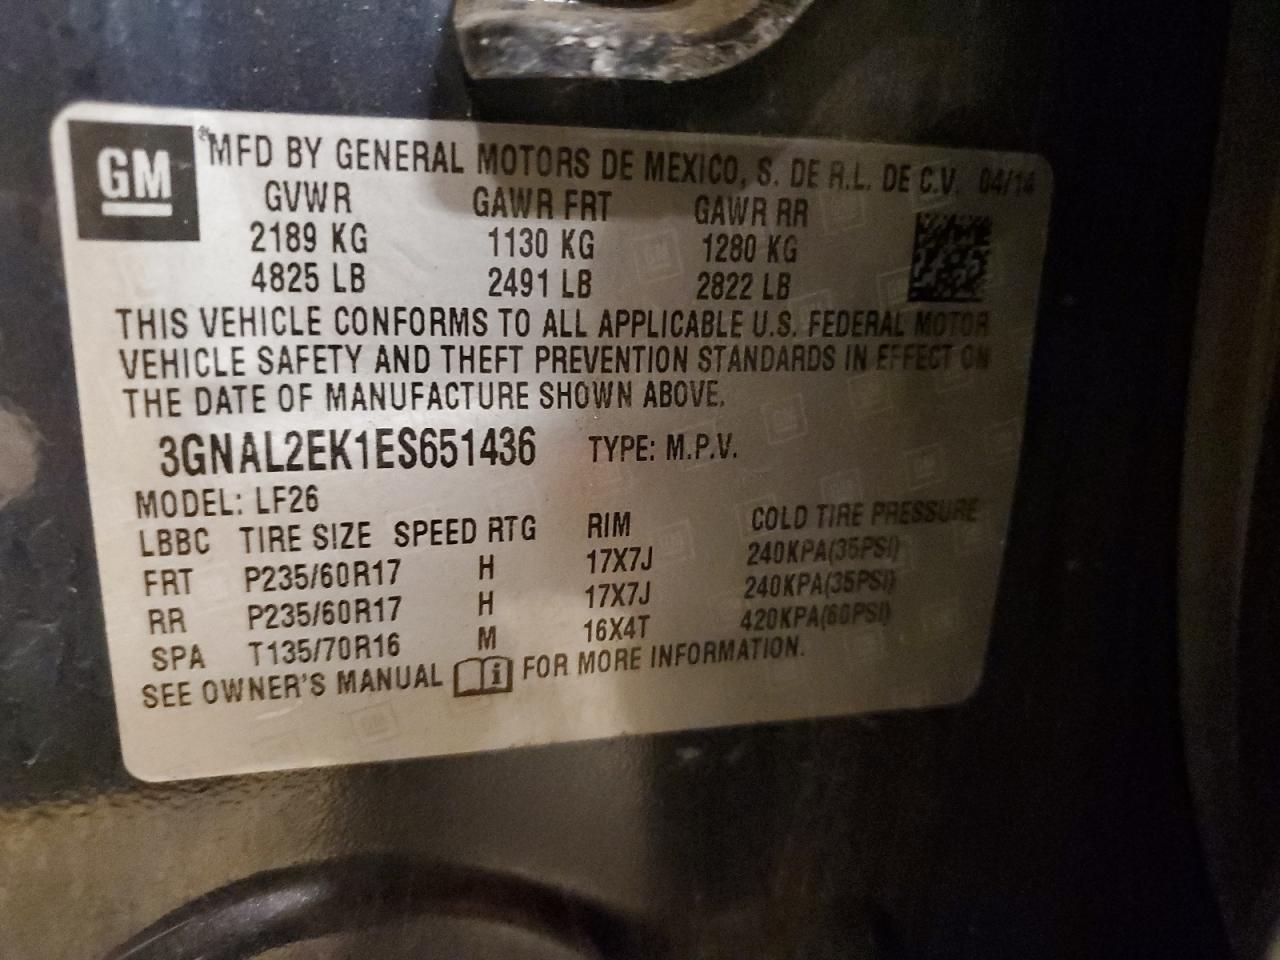 GM
® MFD BY GENERAL MOTORS DE MEXICO, S. DE R.L. DE C.V. 04/14
GVWR GAWR FRT GAWR RR
2189 KG 1130 KG 1280 KG
4825 LB 2491 LB 2822 LB
THIS VEHICLE CONFORMS TO ALL APPLICABLE U.S. FEDERAL MOTOR
VEHICLE SAFETY AND THEFT PREVENTION STANDARDS IN EFFECT ON
THE DATE OF MANUFACTURE SHOWN ABOVE.
3GNAL2EK1ES651436 TYPE: M.P.V.
MODEL: LF26
LBBC TIRE SIZE SPEED RTG RIM COLD TIRE PRESSURE
FRT P235/60R17 H 17X7J 240KPA(35PSI)
RR P235/60R17 H 17X7J 240KPA(35PSI)
SPA T135/70R16 M 16X4T 420KPA(60PSI)
SEE OWNER'S MANUAL FOR MORE INFORMATION.